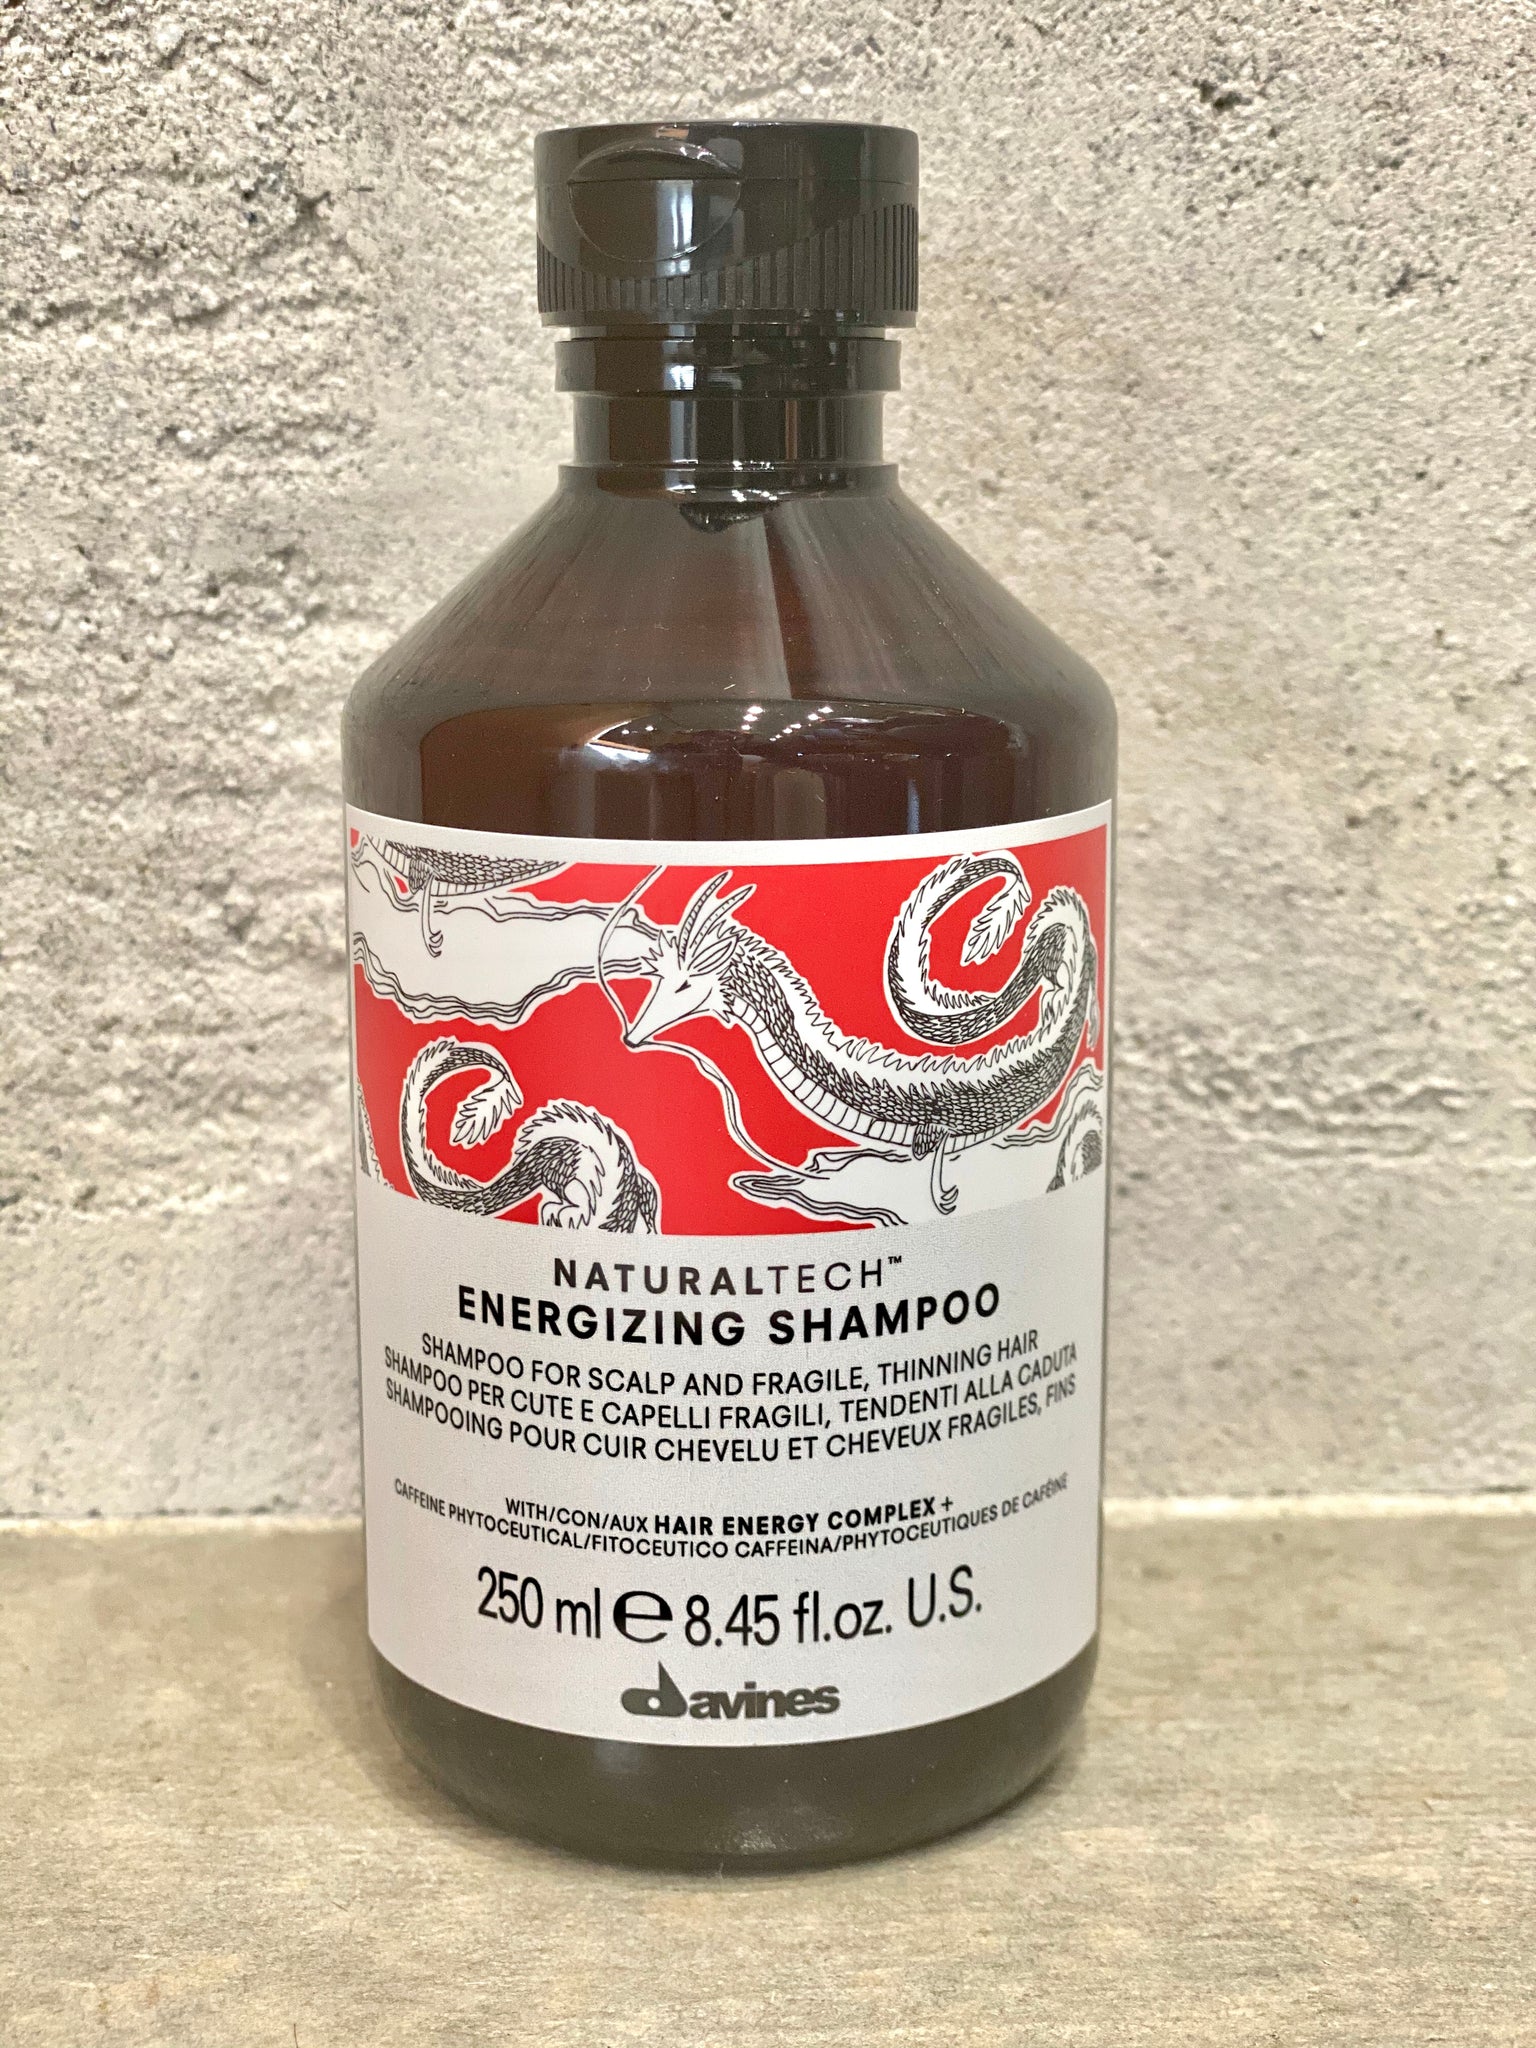 NATURALTECH™
ENERGIZING SHAMPOO
SHAMPOO FOR SCALP AND FRAGILE, THINNING HAIR
SHAMPOO PER CUTE E CAPELLI FRAGILI, TENDENTI ALLA CADUTA
SHAMPOOING POUR CUIR CHEVELU ET CHEVEUX FRAGILES, FINS
WITH/CON/AUX HAIR ENERGY COMPLEX +
CAFFEINE PHYTOCEUTICAL/FITOCEUTICO CAFFEINA/PHYTOCEUTIQUES DE CAFÉINE
250 ml ℮ 8.45 fl.oz. U.S.
davines